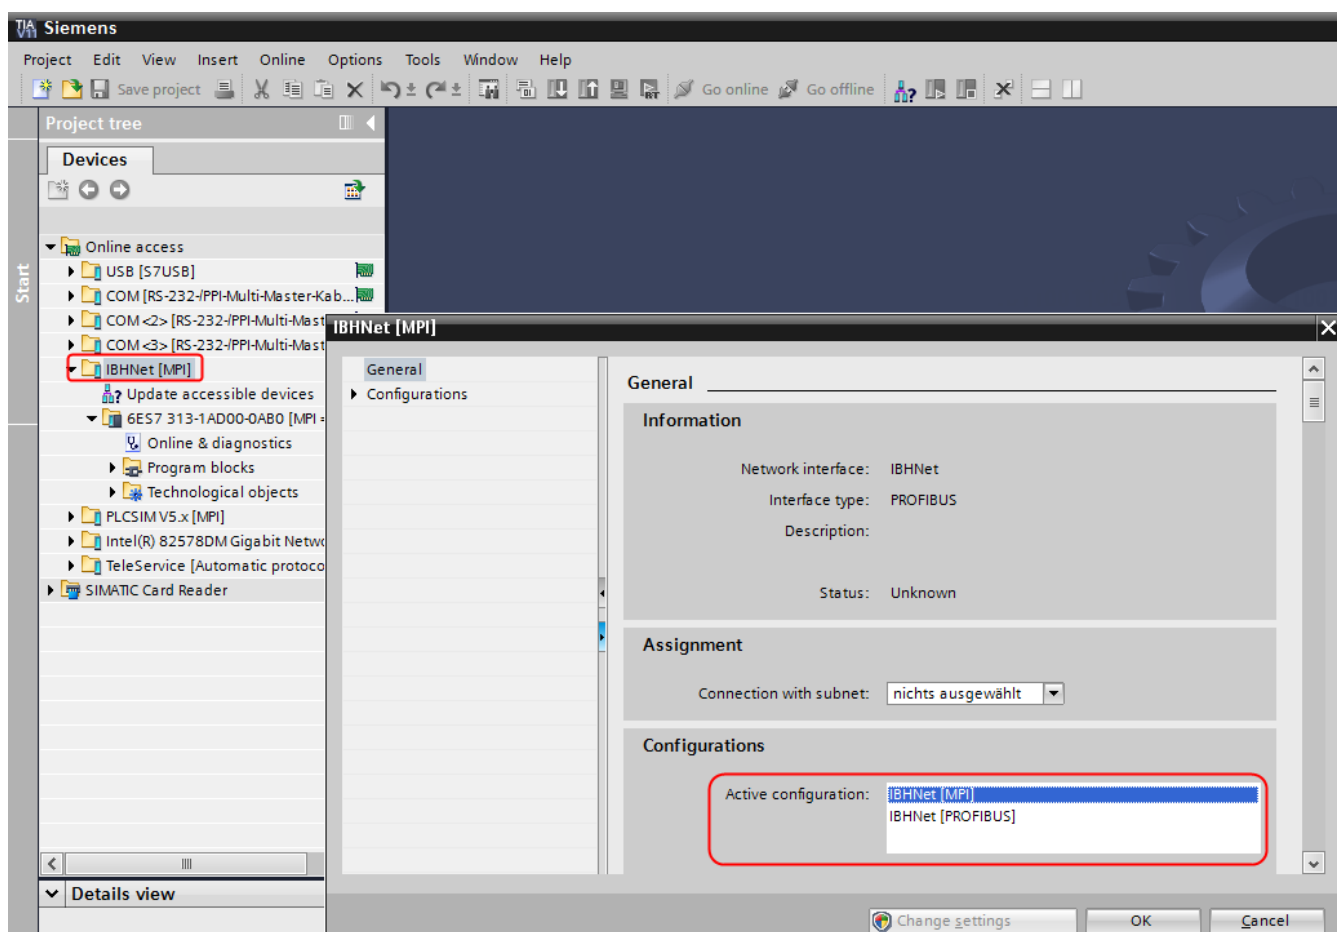 TIA V11 Siemens
Project Edit View Insert Online Options Tools Window Help
Save project Go online Go offline
Start
Project tree
Devices
Online access
USB [S7USB]
COM [RS-232-/PPI-Multi-Master-Kab...
COM <2> [RS-232-/PPI-Multi-Mast
COM <3> [RS-232-/PPI-Multi-Mast
IBHNet [MPI]
Update accessible devices
6ES7 313-1AD00-0AB0 [MPI =
Online & diagnostics
Program blocks
Technological objects
PLCSIM V5.x [MPI]
Intel(R) 82578DM Gigabit Netwo
TeleService [Automatic protoco
SIMATIC Card Reader
Details view
IBHNet [MPI]
General
Configurations
General
Information
Network interface: IBHNet
Interface type: PROFIBUS
Description:
Status: Unknown
Assignment
Connection with subnet: nichts ausgewählt
Configurations
Active configuration: IBHNet [MPI]
IBHNet [PROFIBUS]
Change settings OK Cancel